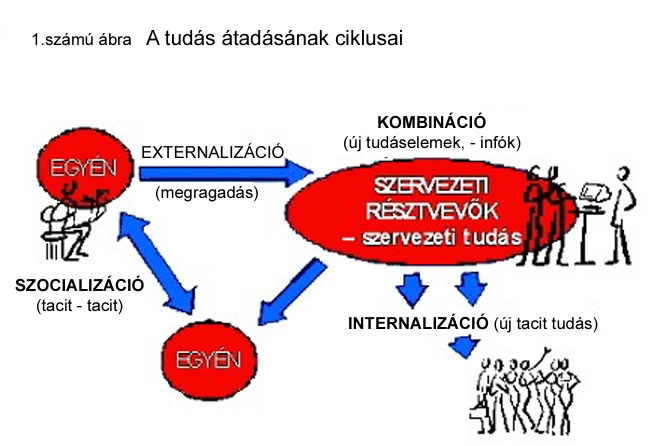 1.számú ábra A tudás átadásának ciklusai
KOMBINÁCIÓ
(új tudáselemek, - infók)
EGYÉN
EXTERNALIZÁCIÓ
(megragadás)
SZERVEZETI
RÉSZTVEVŐK
– szervezeti tudás
SZOCIALIZÁCIÓ
(tacit - tacit)
INTERNALIZÁCIÓ (új tacit tudás)
EGYÉN